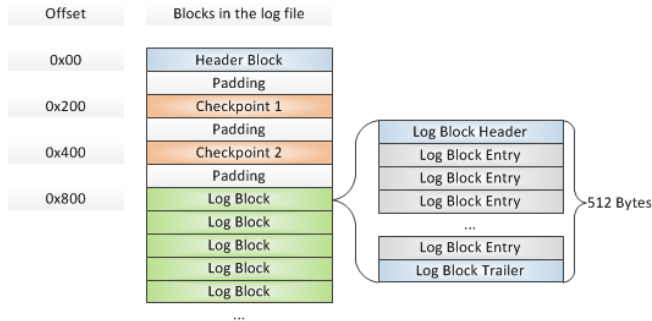 Offset Blocks in the log file
0x00 Header Block
Padding
0x200 Checkpoint 1
Padding
0x400 Checkpoint 2
Padding
0x800 Log Block
Log Block
Log Block
Log Block
Log Block
...
Log Block Header
Log Block Entry
Log Block Entry
Log Block Entry
...
Log Block Entry
Log Block Trailer
512 Bytes